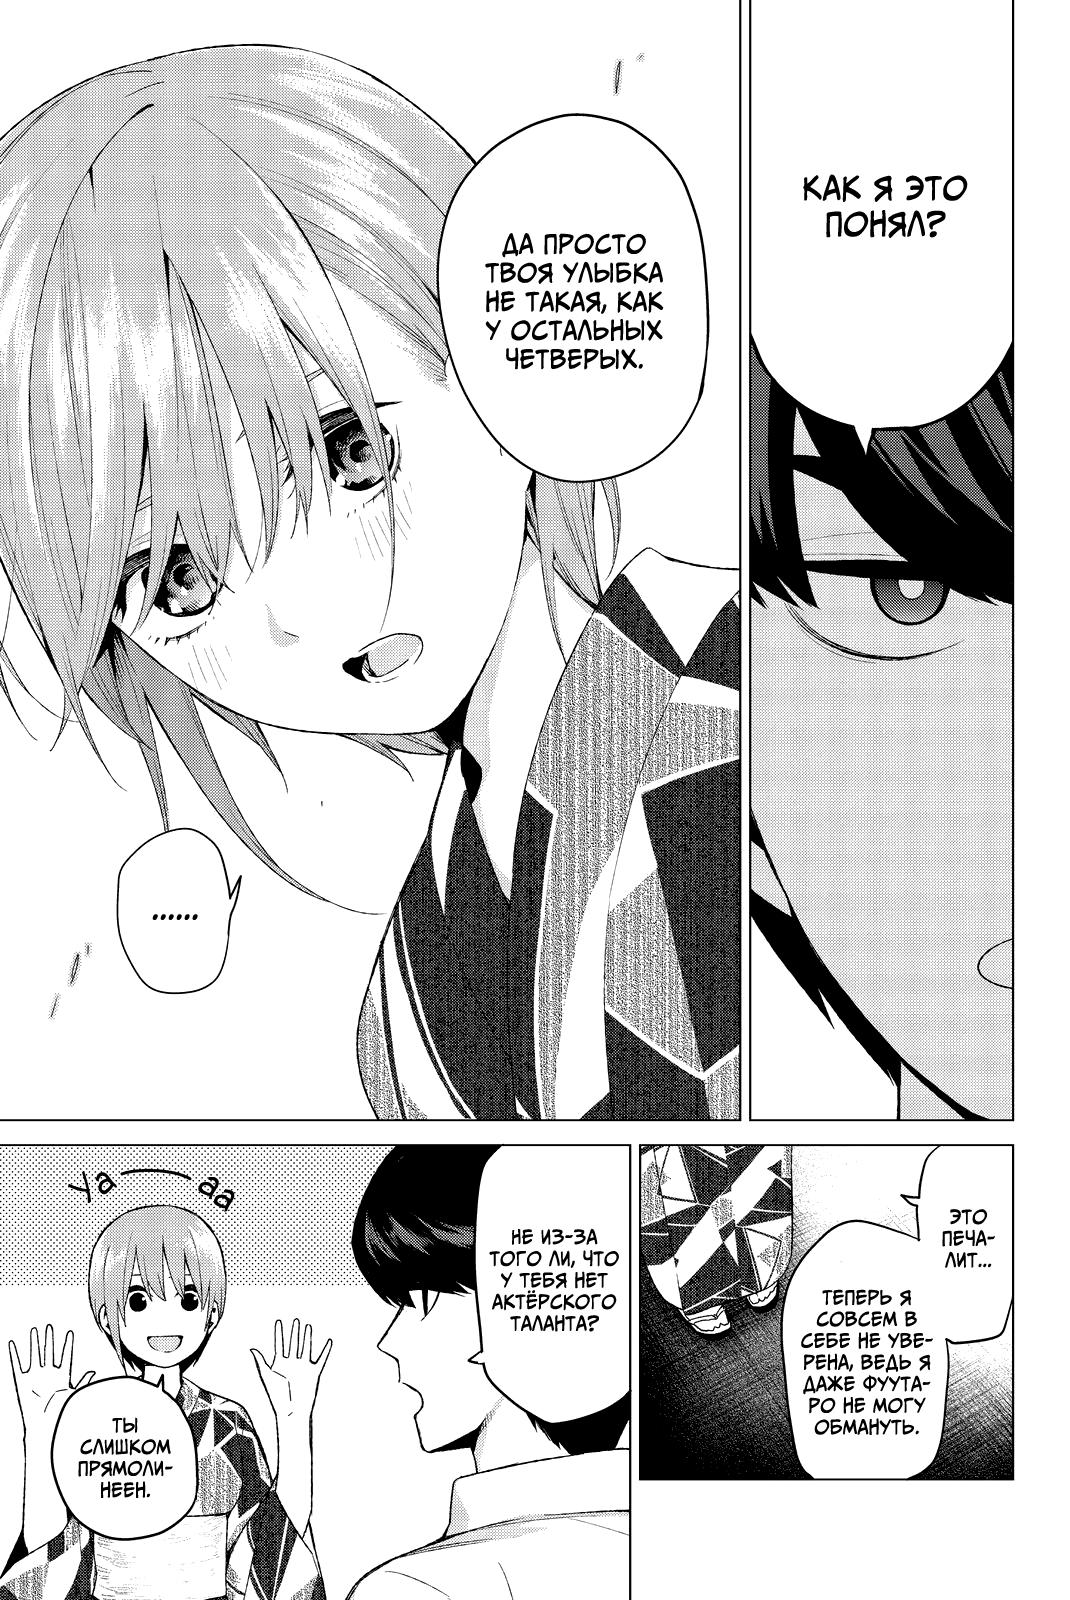 КАК Я ЭТО
ПОНЯЛ?
ДА ПРОСТО
ТВОЯ УЛЫБКА
НЕ ТАКАЯ, КАК
У ОСТАЛЬНЫХ
ЧЕТВЕРЫХ.
......
ЭТО
ПЕЧА-
ЛИТ...
ТЕПЕРЬ Я
СОВСЕМ В
СЕБЕ НЕ УВЕ-
РЕНА, ВЕДЬ Я
ДАЖЕ ФУУТА-
РО НЕ МОГУ
ОБМАНУТЬ.
НЕ ИЗ-ЗА
ТОГО ЛИ, ЧТО
У ТЕБЯ НЕТ
АКТЁРСКОГО
ТАЛАНТА?
Уа—аа
ТЫ
СЛИШКОМ
ПРЯМОЛИ-
НЕЕН.